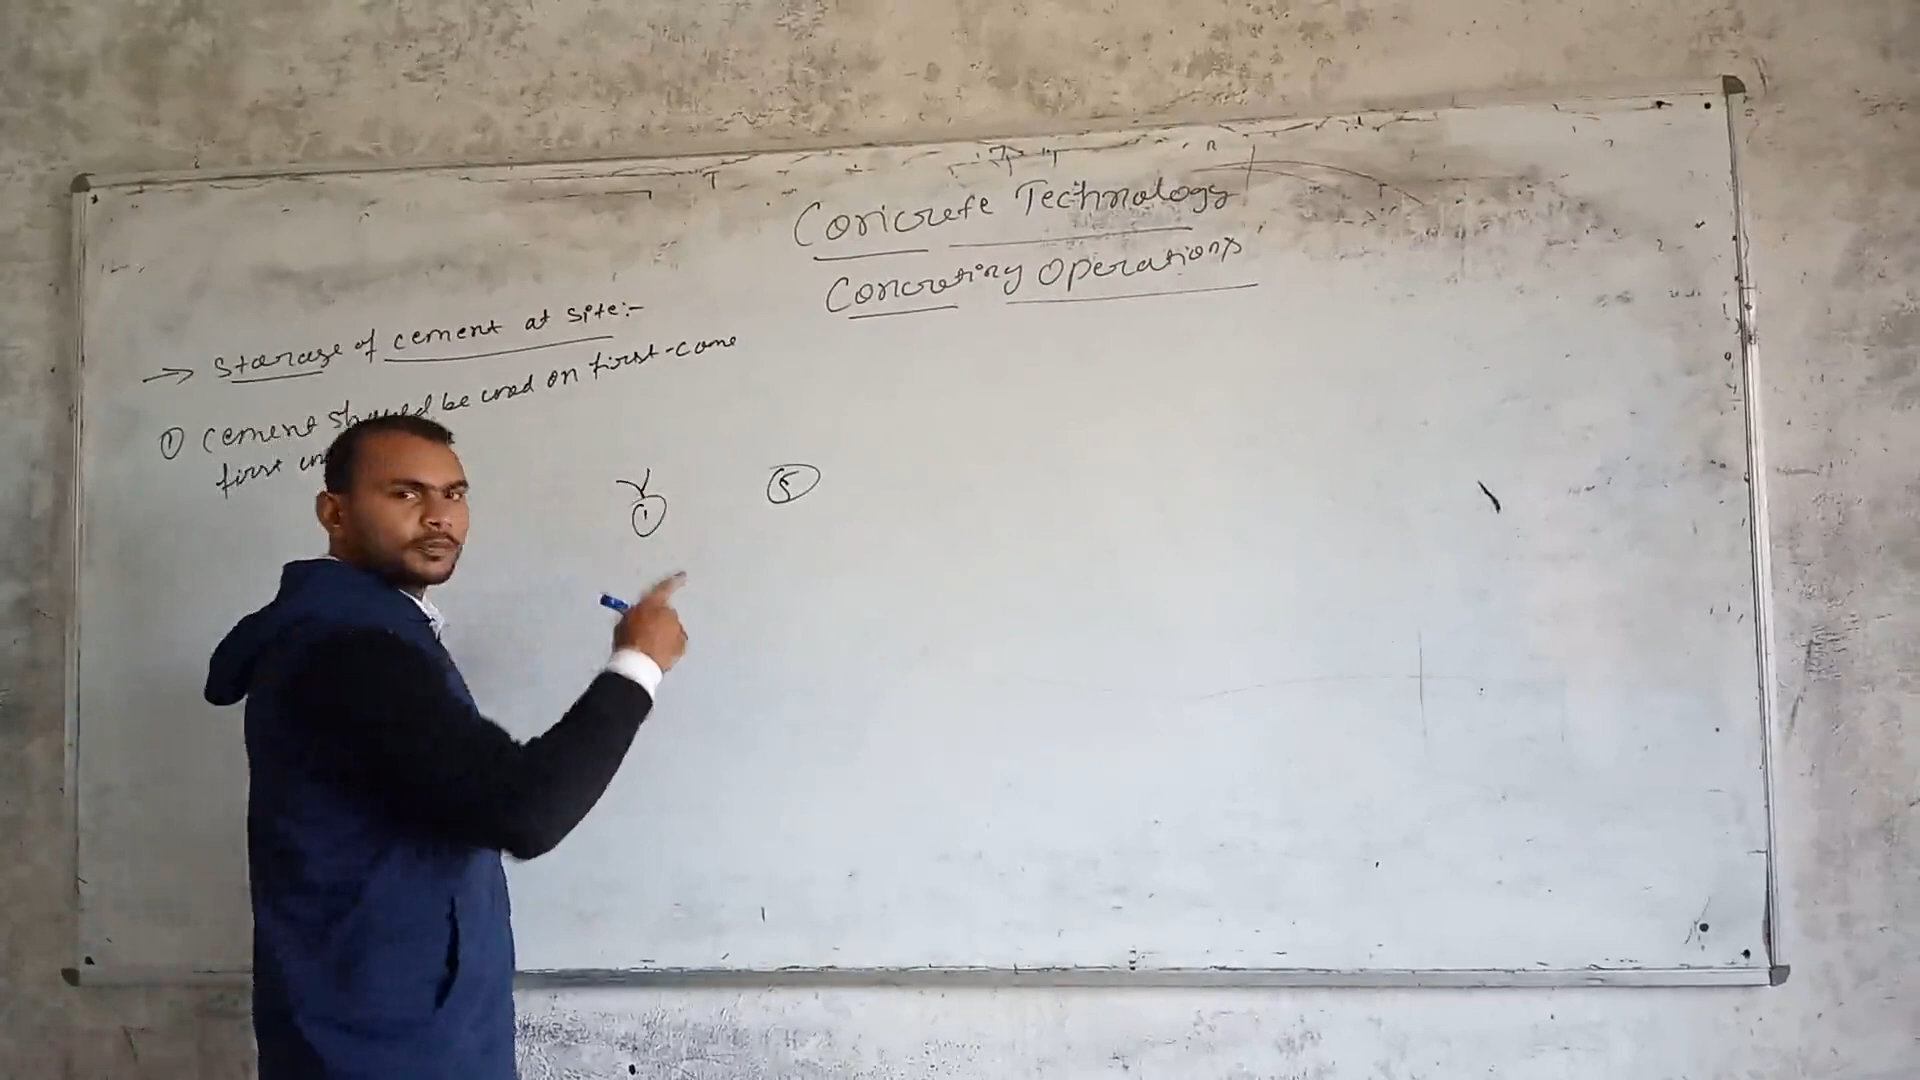 Concrete Technology
Concreting Operations
→ Storage of cement at site:-
① Cement should be used on first-come
first
①
⑤